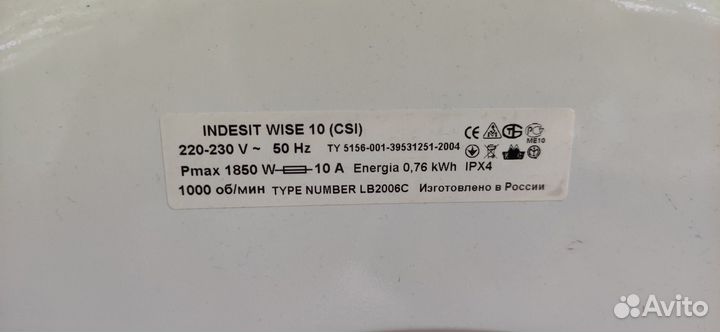 INDESIT WISE 10 (CSI)
220-230 V ~ 50 Hz ТУ 5156-001-39531251-2004
Pmax 1850 W 10 A Energia 0,76 kWh IPX4
1000 об/мин TYPE NUMBER LB2006C Изготовлено в России
ME10
Avito